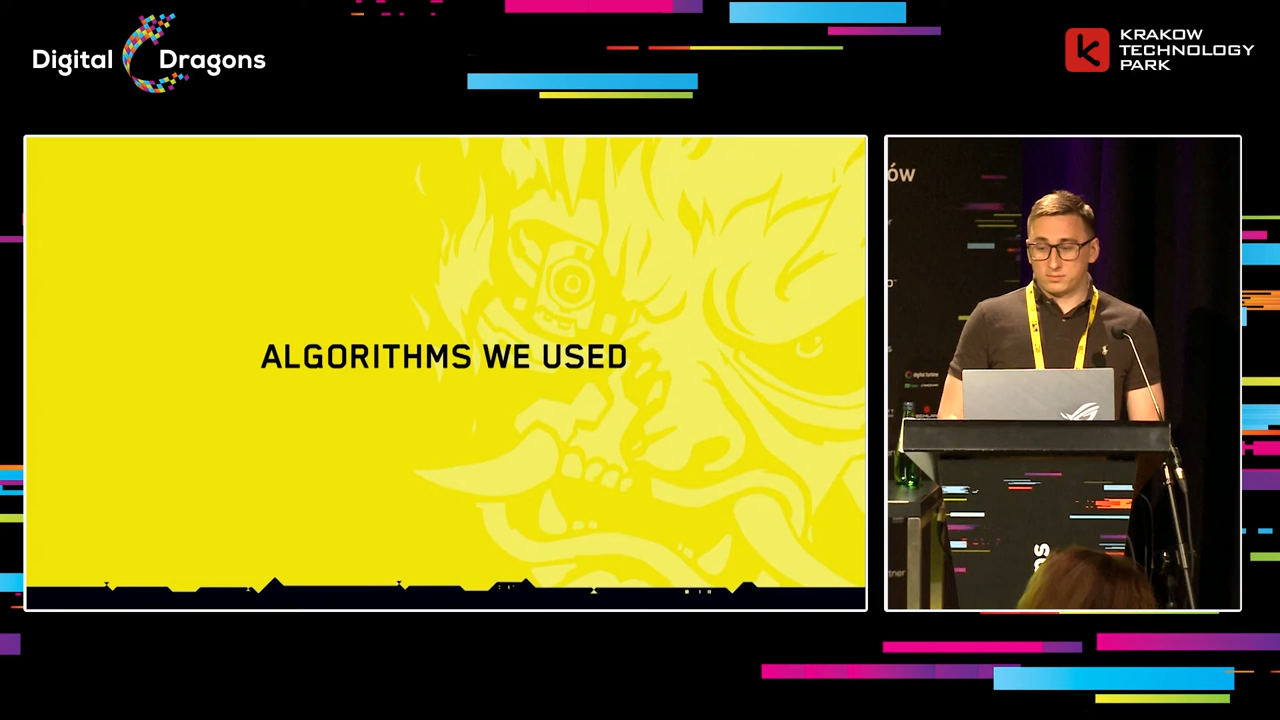 Digital Dragons
KRAKOW
TECHNOLOGY
PARK
ALGORITHMS WE USED
ów